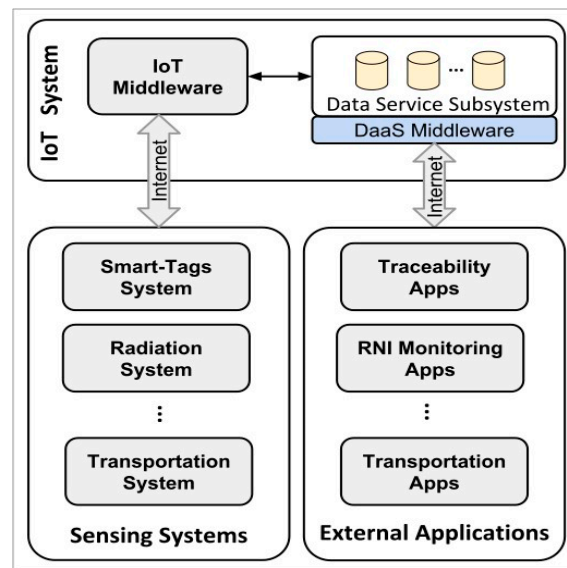 IoT System
IoT
Middleware
...
Data Service Subsystem
DaaS Middleware
Internet
Internet
Smart-Tags
System
Radiation
System
...
Transportation
System
Sensing Systems
Traceability
Apps
RNI Monitoring
Apps
...
Transportation
Apps
External Applications